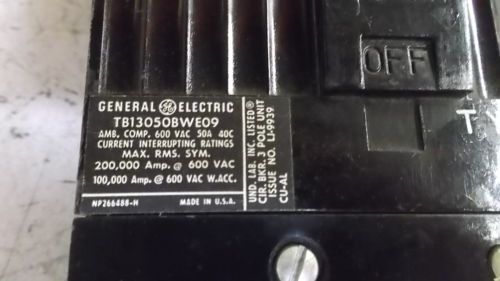 OFF
T
GENERAL GE ELECTRIC
TB13050BWE09
AMB. COMP. 600 VAC 50A 40C
CURRENT INTERRUPTING RATINGS
MAX. RMS. SYM.
200,000 Amp. @ 600 VAC
100,000 Amp. @ 600 VAC W.ACC.
NP266488-H MADE IN U.S.A.
UND. LAB. INC. LISTED®
CIR. BKR. 3 POLE UNIT
ISSUE NO. LJ-9939
CU-AL